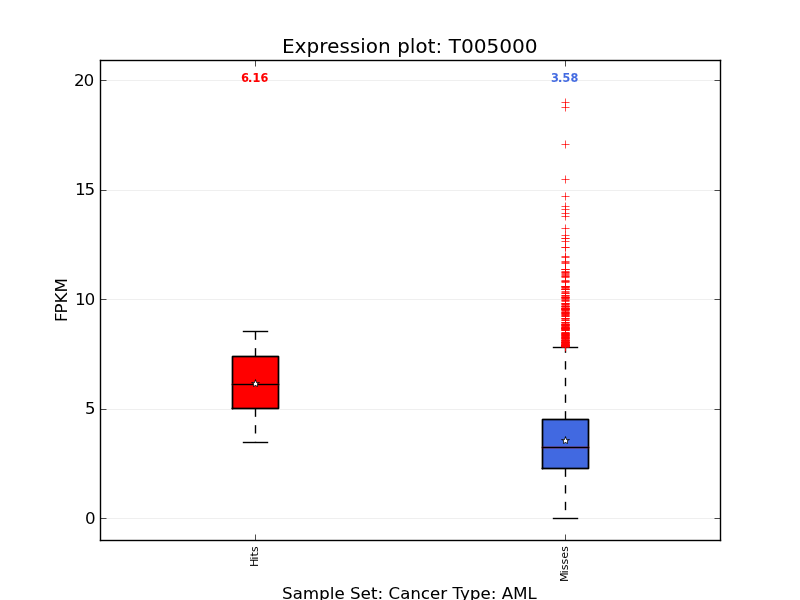 Expression plot: T005000
6.16
3.58
20
15
10
5
0
FPKM
Hits
Misses
Sample Set: Cancer Type: AML